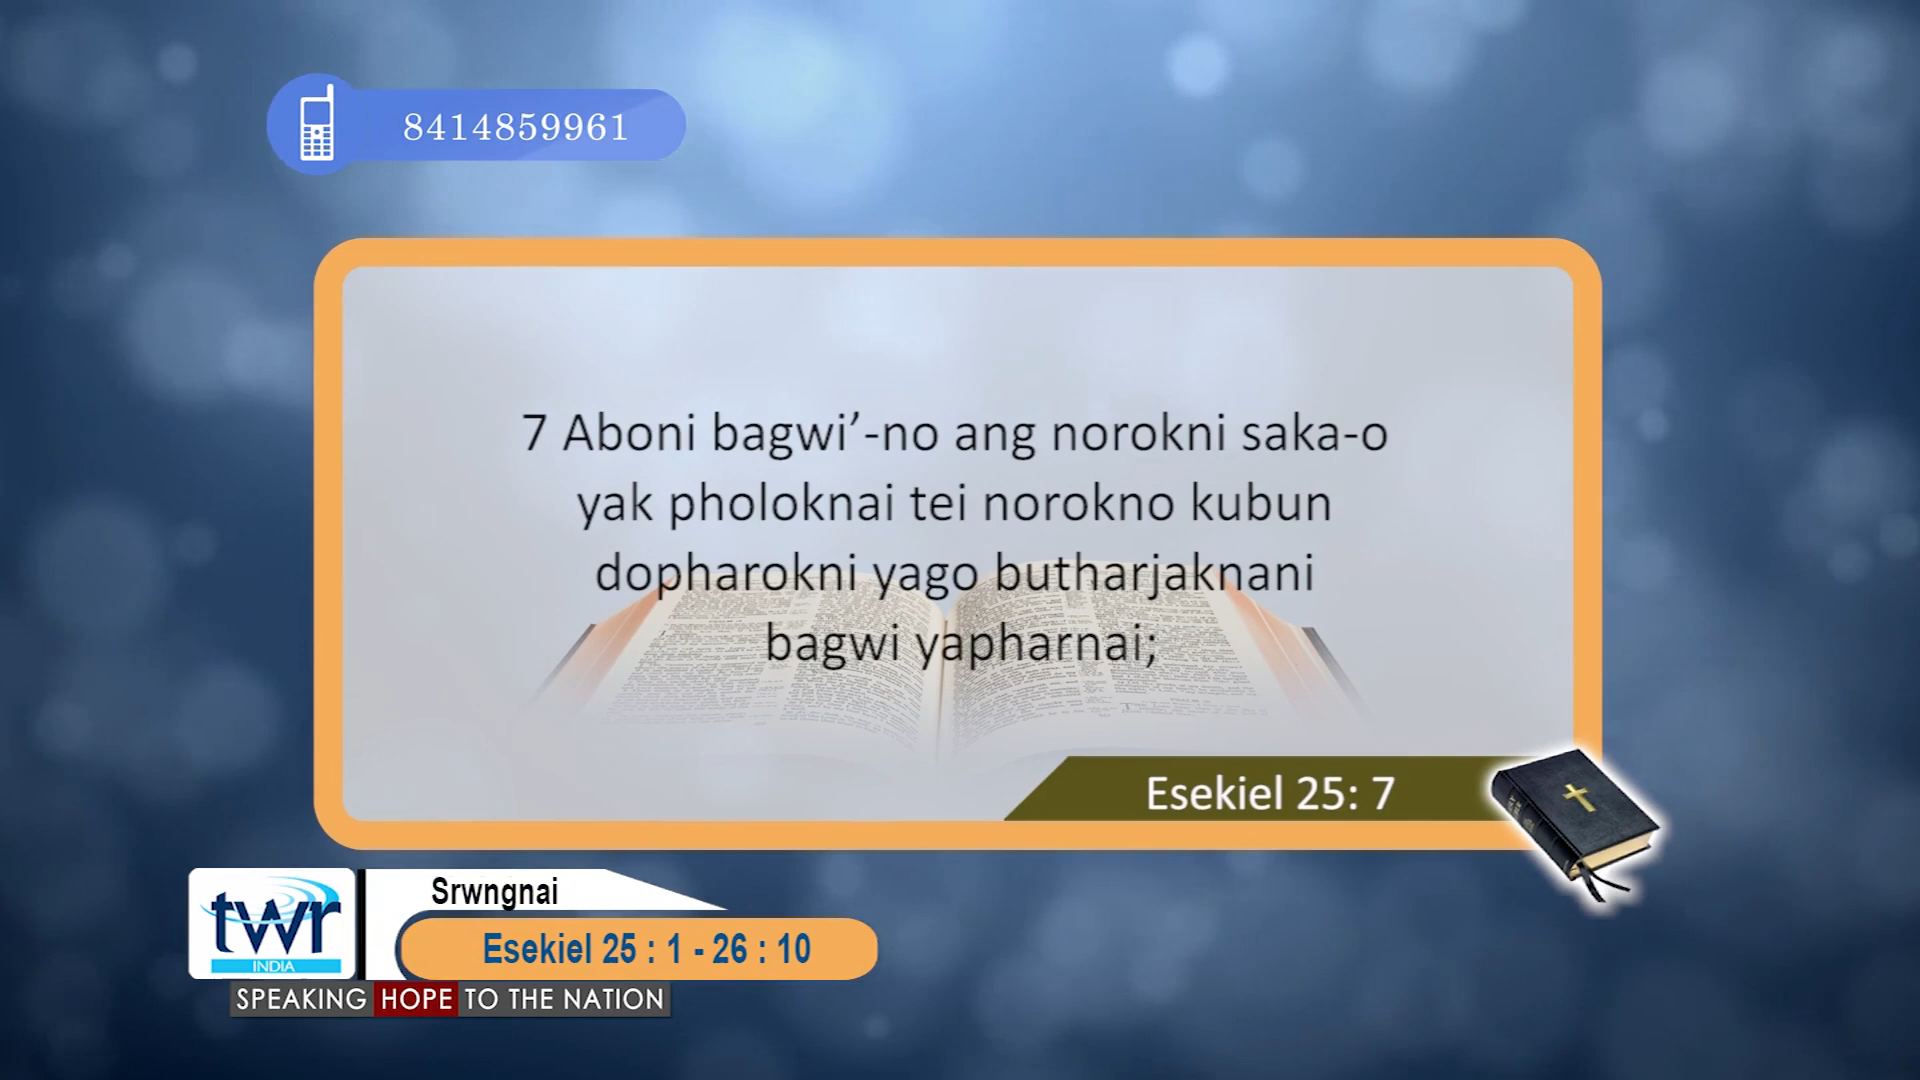 8414859961
7 Aboni bagwi’-no ang norokni saka-o
yak pholoknai tei norokno kubun
dopharokni yago butharjaknani
bagwi yapharnai;
Esekiel 25: 7
Srwngnai
twr
INDIA
Esekiel 25 : 1 - 26 : 10
SPEAKING HOPE TO THE NATION